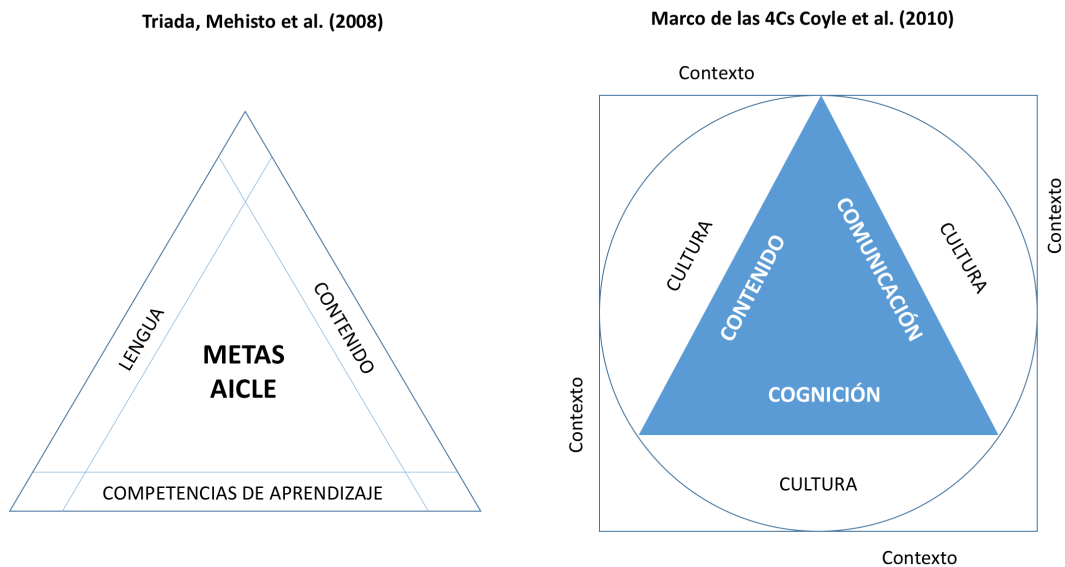 Triada, Mehisto et al. (2008)
LENGUA
CONTENIDO
METAS
AICLE
COMPETENCIAS DE APRENDIZAJE
Marco de las 4Cs Coyle et al. (2010)
Contexto
Contexto
CULTURA
CONTENIDO
COMUNICACIÓN
CULTURA
COGNICIÓN
Contexto
CULTURA
Contexto